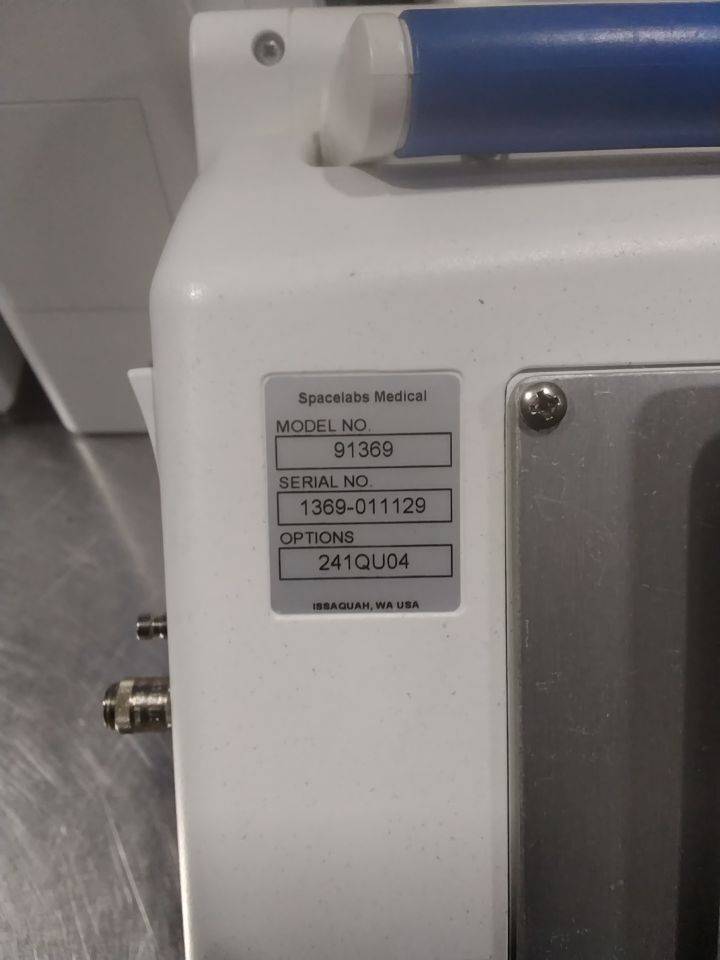 Spacelabs Medical
MODEL NO.
91369
SERIAL NO.
1369-011129
OPTIONS
241QU04
ISSAQUAH, WA USA